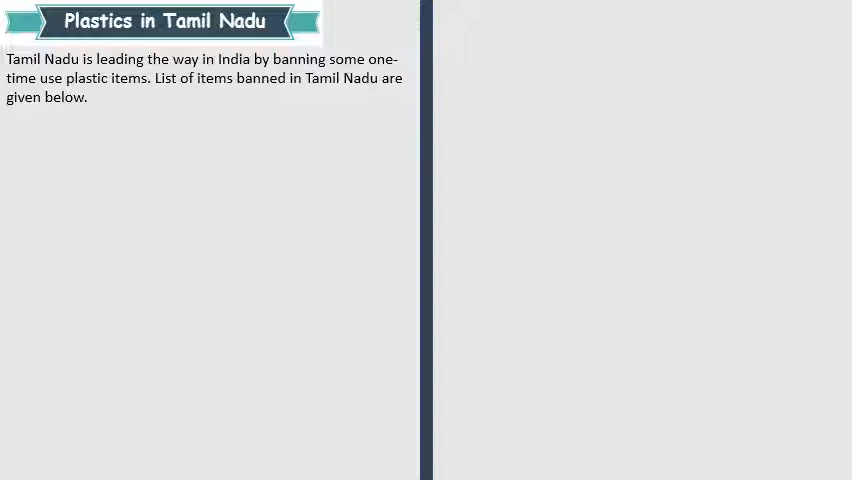 Plastics in Tamil Nadu
Tamil Nadu is leading the way in India by banning some one-
time use plastic items. List of items banned in Tamil Nadu are
given below.